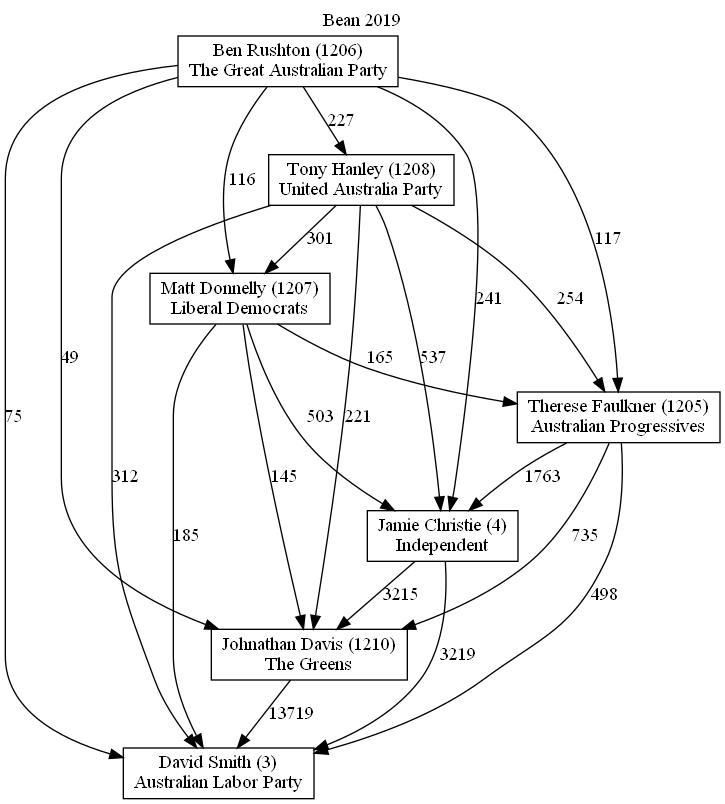 Bean 2019
Ben Rushton (1206)
The Great Australian Party
227
116
Tony Hanley (1208)
United Australia Party
301
117
Matt Donnelly (1207)
Liberal Democrats
241
254
75
49
165
537
221
503
Therese Faulkner (1205)
Australian Progressives
312
145
1763
Jamie Christie (4)
Independent
185
735
3215
498
Johnathan Davis (1210)
The Greens
3219
13719
David Smith (3)
Australian Labor Party